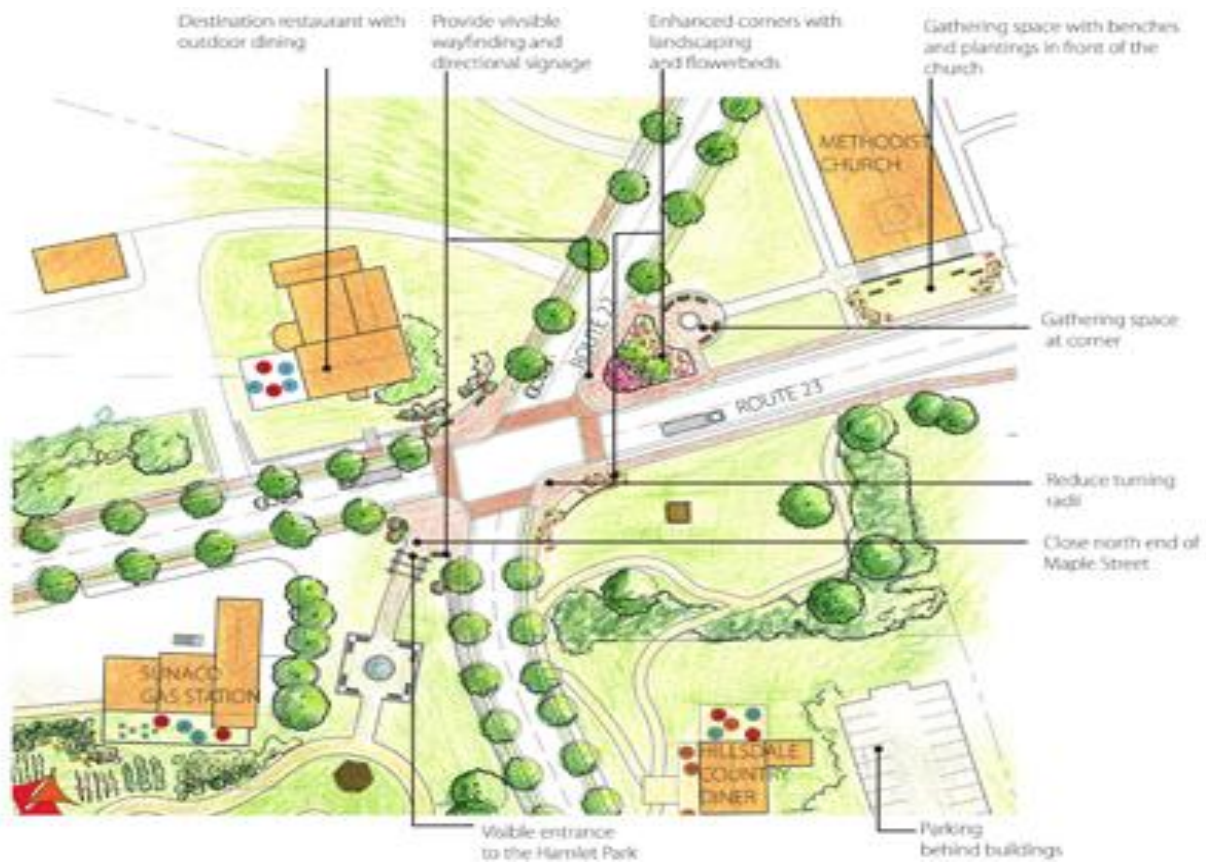 Destination restaurant with
outdoor dining
Provide vivsible
wayfinding and
directional signage
Enhanced corners with
landscaping
and flowerbeds
Gathering space with benches
and plantings in front of the
church
METHODIST
CHURCH
Gathering space
at corner
ROUTE 22
ROUTE 23
Reduce turning
radii
Close north end of
Maple Street
SUNACO
GAS STATION
HILLSDALE
COUNTRY
DINER
Visible entrance
to the Hamlet Park
Parking
behind buildings